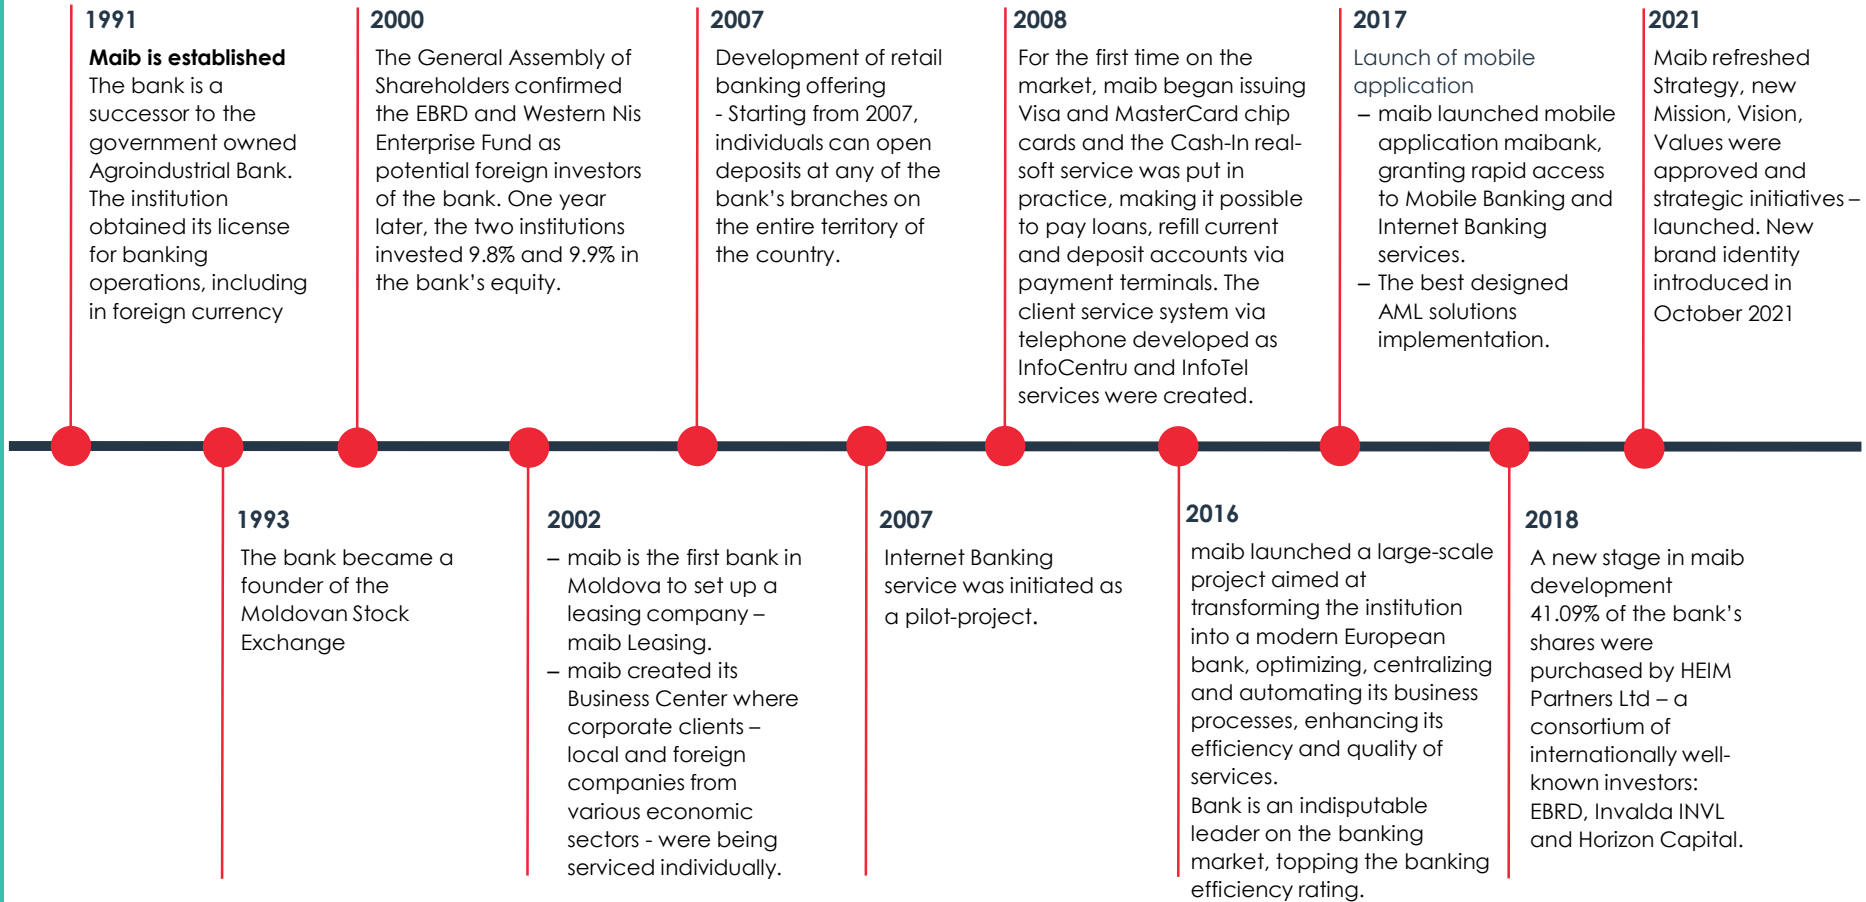 1991
Maib is established
The bank is a
successor to the
government owned
Agroindustrial Bank.
The institution
obtained its license
for banking
operations, including
in foreign currency
2000
The General Assembly of
Shareholders confirmed
the EBRD and Western Nis
Enterprise Fund as
potential foreign investors
of the bank. One year
later, the two institutions
invested 9.8% and 9.9% in
the bank's equity.
2007
Development of retail
banking offering
- Starting from 2007,
individuals can open
deposits at any of the
bank's branches on
the entire territory of
the country.
2008
For the first time on the
market, maib began issuing
Visa and MasterCard chip
cards and the Cash-In real-
soft service was put in
practice, making it possible
to pay loans, refill current
and deposit accounts via
payment terminals. The
client service system via
telephone developed as
InfoCentru and InfoTel
services were created.
2017
Launch of mobile
application
– maib launched mobile
application maibank,
granting rapid access
to Mobile Banking and
Internet Banking
services.
– The best designed
AML solutions
implementation.
2021
Maib refreshed
Strategy, new
Mission, Vision,
Values were
approved and
strategic initiatives –
launched. New
brand identity
introduced in
October 2021
1993
The bank became a
founder of the
Moldovan Stock
Exchange
2002
– maib is the first bank in
Moldova to set up a
leasing company –
maib Leasing.
– maib created its
Business Center where
corporate clients –
local and foreign
companies from
various economic
sectors - were being
serviced individually.
2007
Internet Banking
service was initiated as
a pilot-project.
2016
maib launched a large-scale
project aimed at
transforming the institution
into a modern European
bank, optimizing, centralizing
and automating its business
processes, enhancing its
efficiency and quality of
services.
Bank is an indisputable
leader on the banking
market, topping the banking
efficiency rating.
2018
A new stage in maib
development
41.09% of the bank's
shares were
purchased by HEIM
Partners Ltd – a
consortium of
internationally well-
known investors:
EBRD, Invalda INVL
and Horizon Capital.